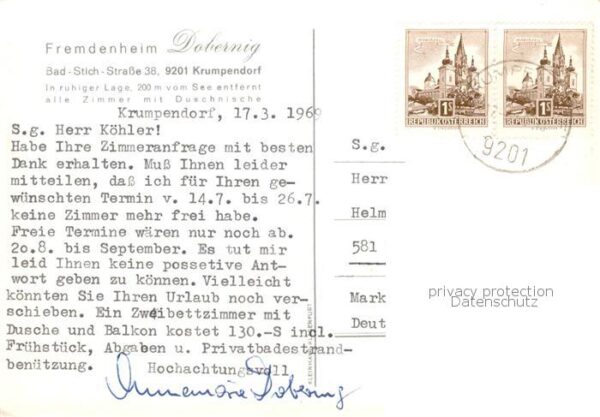 Fremdenheim Dobernig
Bad-Stich-Straße 38, 9201 Krumpendorf
In ruhiger Lage, 200 m vom See entfernt
alle Zimmer mit Duschnische
Krumpendorf, 17.3. 1969
S.g. Herr Köhler!
Habe Ihre Zimmeranfrage mit besten
Dank erhalten. Muß Ihnen leider
mitteilen, daß ich für Ihren ge-
wünschten Termin v. 14.7. bis 26.7.
keine Zimmer mehr frei habe.
Freie Termine wären nur noch ab.
20.8. bis September. Es tut mir
leid Ihnen keine possetive Ant-
wort geben zu können. Vielleicht
könnten Sie Ihren Urlaub noch ver-
schieben. Ein Zweibettzimmer mit
Dusche und Balkon kostet 130.-S incl.
Frühstück, Abgaben u. Privatbadestrand-
benützung. Hochachtungsvoll
Annemarie Dobernig
S.g.
Herr
Helm
581
Mark
Deut
1S
REPUBLIK ÖSTERREICH
1S
REPUBLIK ÖSTERREICH
9201
privacy protection
Datenschutz